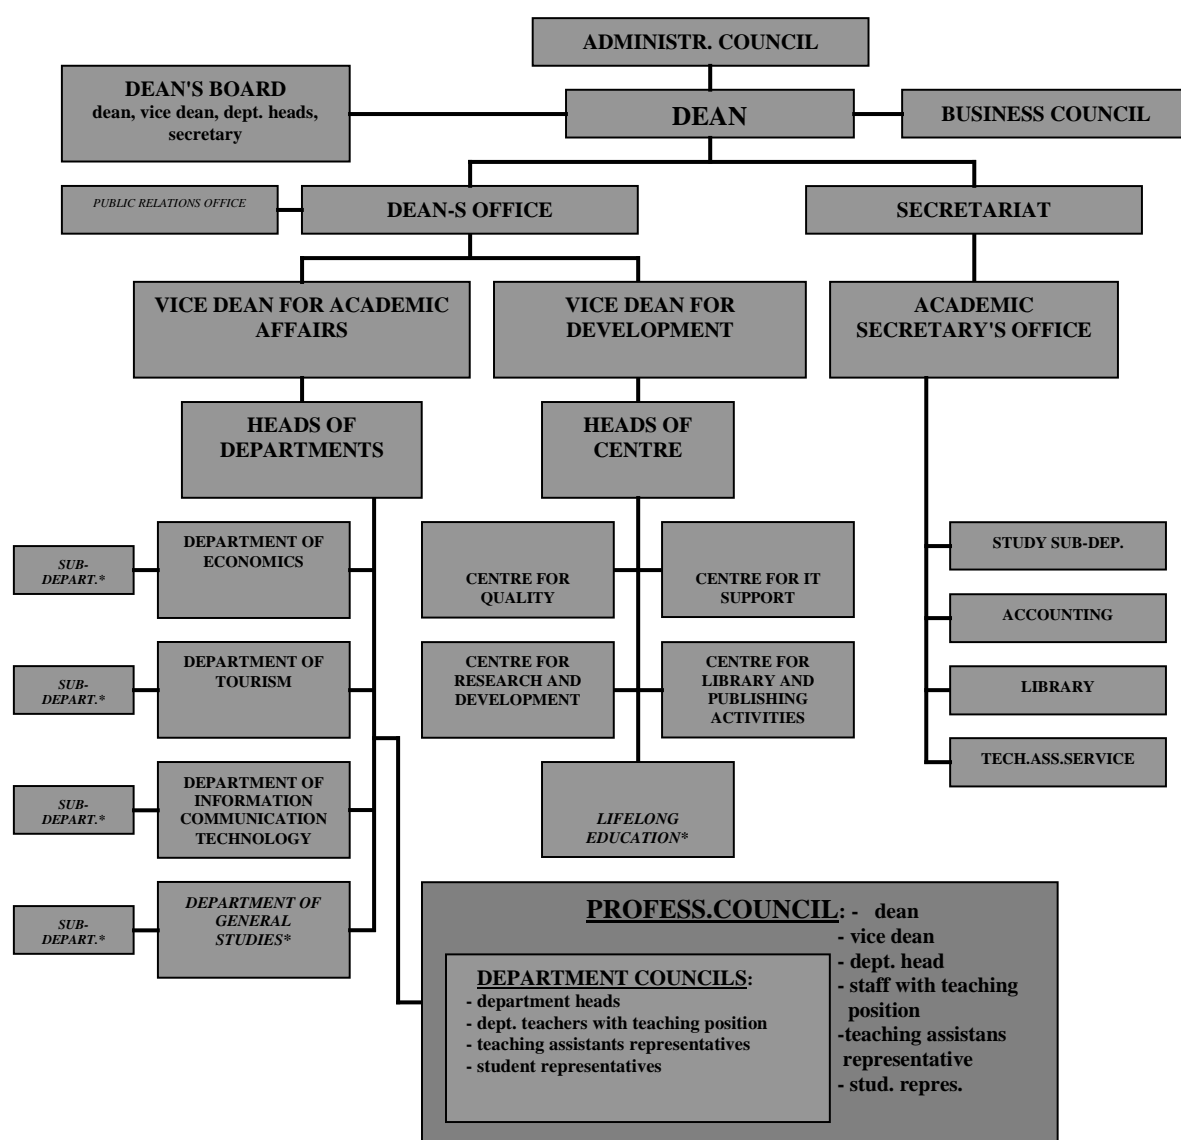 ADMINISTR. COUNCIL
DEAN'S BOARD
dean, vice dean, dept. heads,
secretary
DEAN
BUSINESS COUNCIL
PUBLIC RELATIONS OFFICE
DEAN-S OFFICE
SECRETARIAT
VICE DEAN FOR ACADEMIC
AFFAIRS
VICE DEAN FOR
DEVELOPMENT
ACADEMIC
SECRETARY'S OFFICE
HEADS OF
DEPARTMENTS
HEADS OF
CENTRE
SUB-
DEPART.*
DEPARTMENT OF
ECONOMICS
CENTRE FOR
QUALITY
CENTRE FOR IT
SUPPORT
STUDY SUB-DEP.
ACCOUNTING
SUB-
DEPART.*
DEPARTMENT OF
TOURISM
CENTRE FOR
RESEARCH AND
DEVELOPMENT
CENTRE FOR
LIBRARY AND
PUBLISHING
ACTIVITIES
LIBRARY
TECH.ASS.SERVICE
SUB-
DEPART.*
DEPARTMENT OF
INFORMATION
COMMUNICATION
TECHNOLOGY
LIFELONG
EDUCATION*
SUB-
DEPART.*
DEPARTMENT OF
GENERAL
STUDIES*
PROFESS.COUNCIL: - dean
- vice dean
- dept. head
- staff with teaching
position
-teaching assistans
representative
- stud. repres.
DEPARTMENT COUNCILS:
- department heads
- dept. teachers with teaching position
- teaching assistants representatives
- student representatives